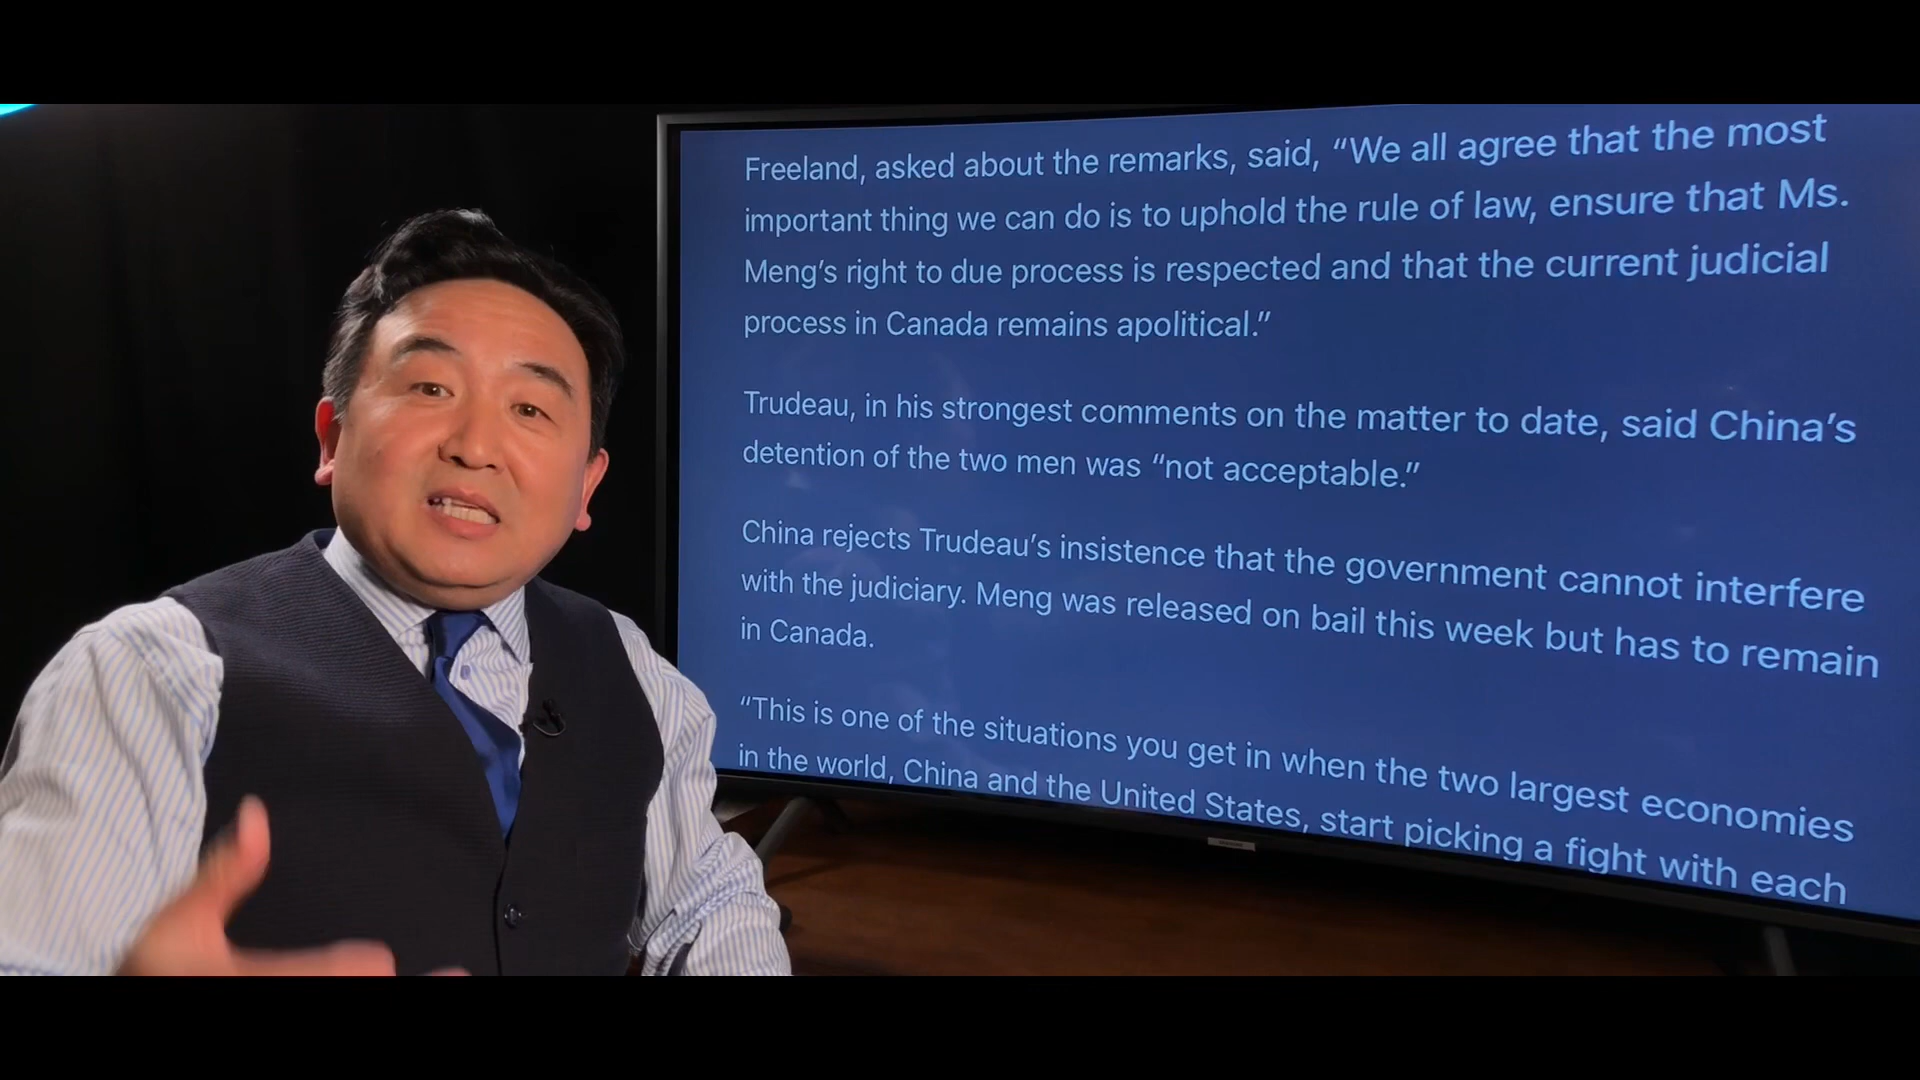 Freeland, asked about the remarks, said, “We all agree that the most
important thing we can do is to uphold the rule of law, ensure that Ms.
Meng’s right to due process is respected and that the current judicial
process in Canada remains apolitical.”
Trudeau, in his strongest comments on the matter to date, said China’s
detention of the two men was “not acceptable.”
China rejects Trudeau’s insistence that the government cannot interfere
with the judiciary. Meng was released on bail this week but has to remain
in Canada.
“This is one of the situations you get in when the two largest economies
in the world, China and the United States, start picking a fight with each